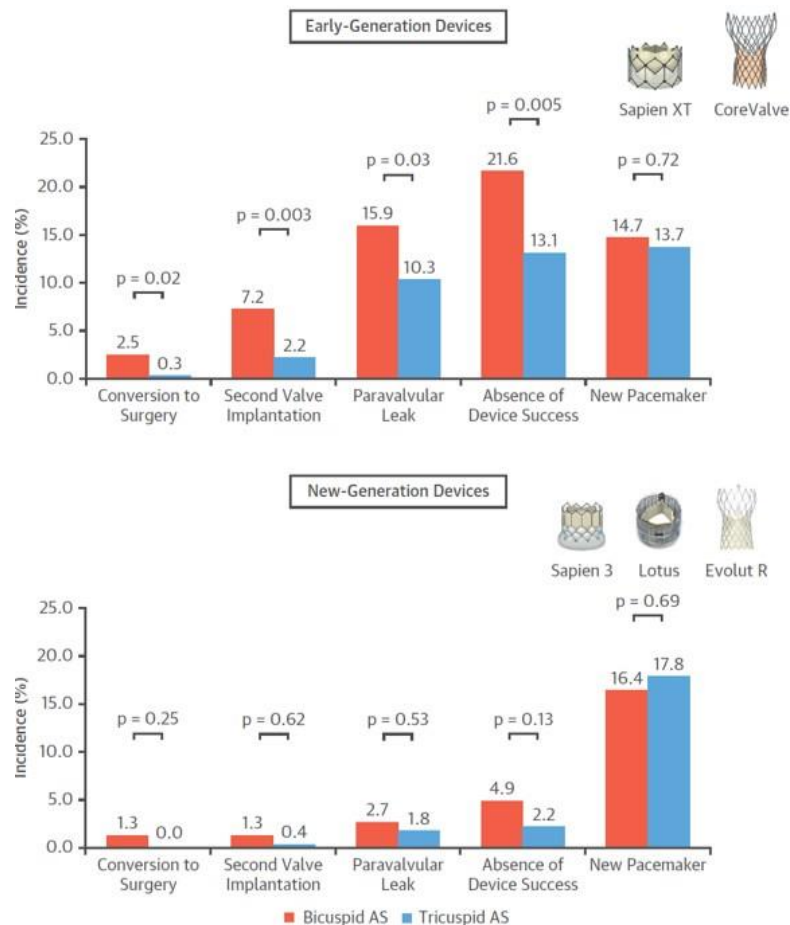 Early-Generation Devices
Sapien XT CoreValve
p = 0.02
p = 0.003
p = 0.03
p = 0.005
p = 0.72
Incidence (%)
25.0
20.0
15.0
10.0
5.0
0.0
2.5 0.3
7.2 2.2
15.9 10.3
21.6 13.1
14.7 13.7
Conversion to
Surgery
Second Valve
Implantation
Paravalvular
Leak
Absence of
Device Success
New Pacemaker
New-Generation Devices
Sapien 3 Lotus Evolut R
p = 0.25
p = 0.62
p = 0.53
p = 0.13
p = 0.69
Incidence (%)
25.0
20.0
15.0
10.0
5.0
0.0
1.3 0.0
1.3 0.4
2.7 1.8
4.9 2.2
16.4 17.8
Conversion to
Surgery
Second Valve
Implantation
Paravalvular
Leak
Absence of
Device Success
New Pacemaker
Bicuspid AS Tricuspid AS